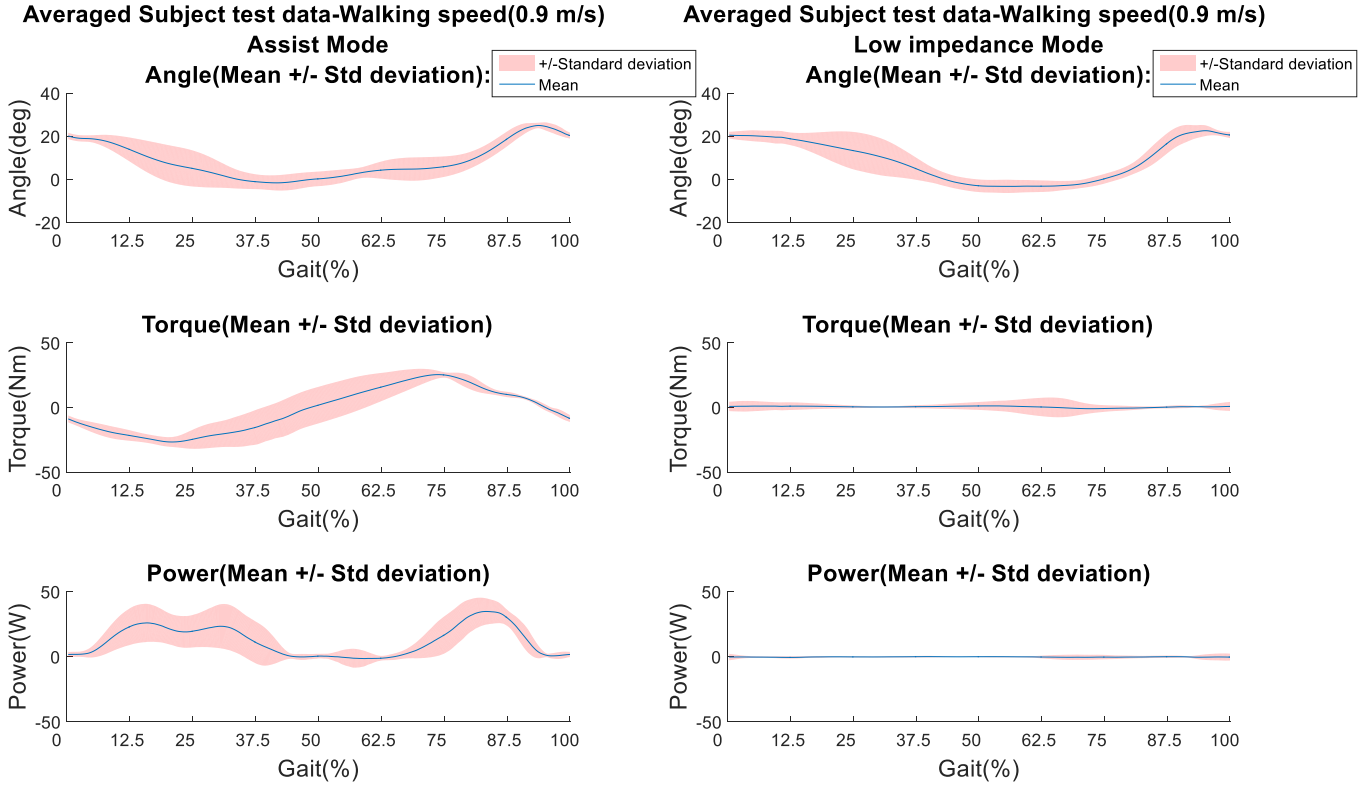 Averaged Subject test data-Walking speed(0.9 m/s)
Assist Mode
Angle(Mean +/- Std deviation):
+/-Standard deviation
Mean
40
20
0
-20
Angle(deg)
0 12.5 25 37.5 50 62.5 75 87.5 100
Gait(%)
Torque(Mean +/- Std deviation)
50
0
-50
Torque(Nm)
0 12.5 25 37.5 50 62.5 75 87.5 100
Gait(%)
Power(Mean +/- Std deviation)
50
0
-50
Power(W)
0 12.5 25 37.5 50 62.5 75 87.5 100
Gait(%)
Averaged Subject test data-Walking speed(0.9 m/s)
Low impedance Mode
Angle(Mean +/- Std deviation):
+/-Standard deviation
Mean
40
20
0
-20
Angle(deg)
0 12.5 25 37.5 50 62.5 75 87.5 100
Gait(%)
Torque(Mean +/- Std deviation)
50
0
-50
Torque(Nm)
0 12.5 25 37.5 50 62.5 75 87.5 100
Gait(%)
Power(Mean +/- Std deviation)
50
0
-50
Power(W)
0 12.5 25 37.5 50 62.5 75 87.5 100
Gait(%)